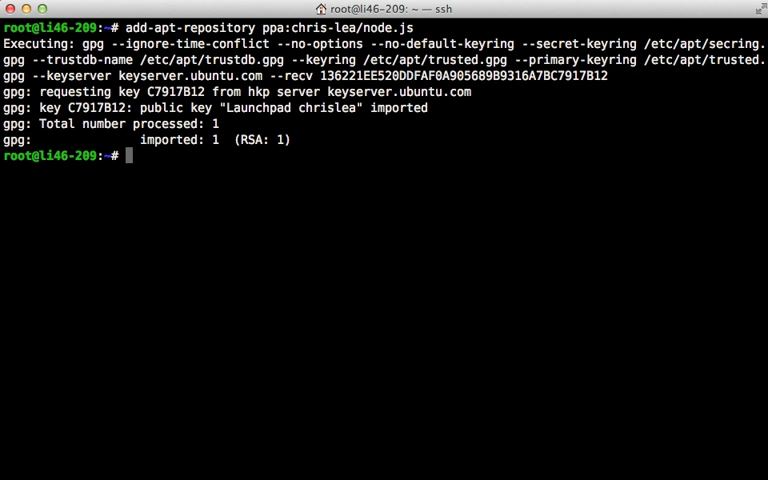 root@li46-209: ~ — ssh
root@li46-209:~# add-apt-repository ppa:chris-lea/node.js
Executing: gpg --ignore-time-conflict --no-options --no-default-keyring --secret-keyring /etc/apt/secring.
gpg --trustdb-name /etc/apt/trustdb.gpg --keyring /etc/apt/trusted.gpg --primary-keyring /etc/apt/trusted.
gpg --keyserver keyserver.ubuntu.com --recv 136221EE520DDFAF0A905689B9316A7BC7917B12
gpg: requesting key C7917B12 from hkp server keyserver.ubuntu.com
gpg: key C7917B12: public key "Launchpad chrislea" imported
gpg: Total number processed: 1
gpg:               imported: 1  (RSA: 1)
root@li46-209:~#